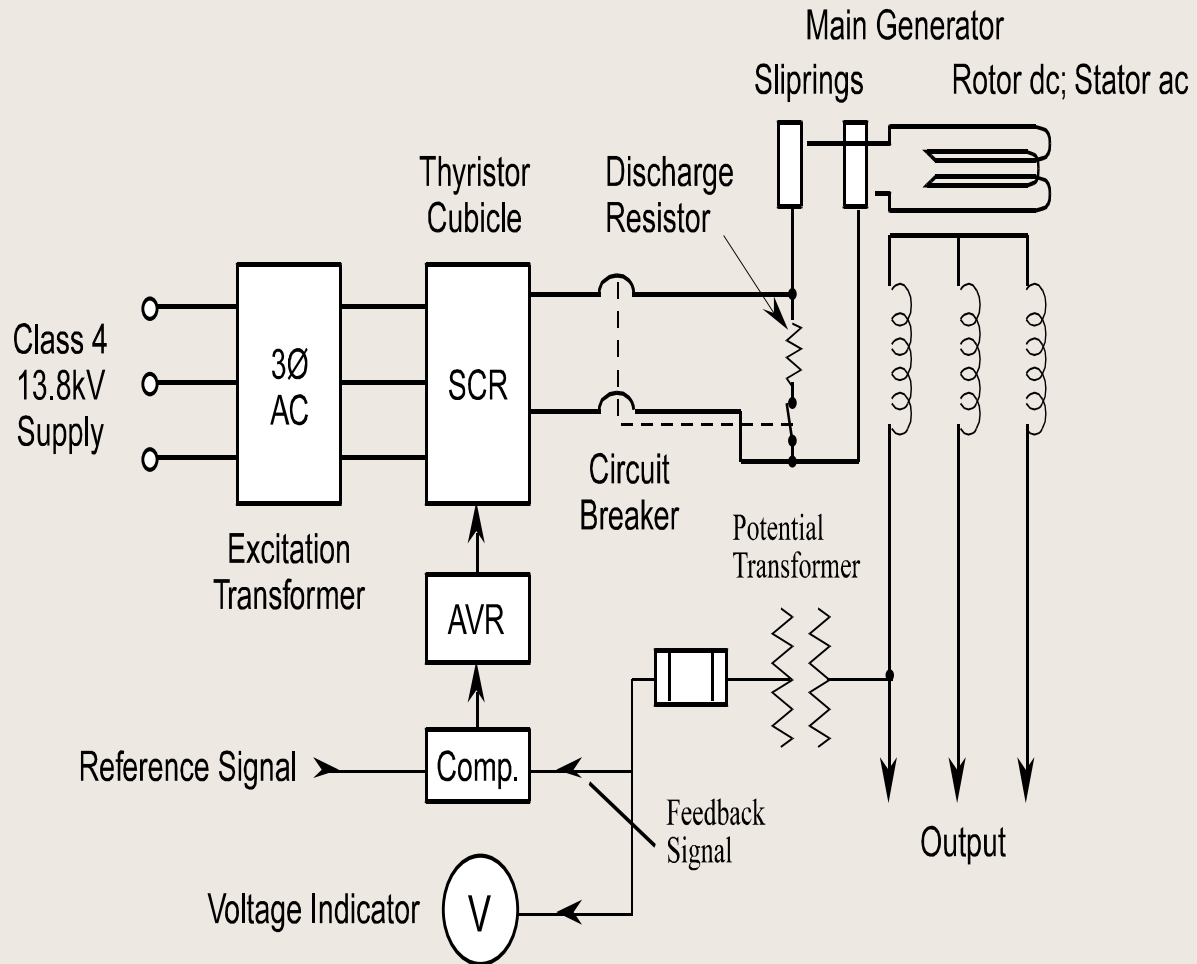 Main Generator
Sliprings
Rotor dc; Stator ac
Thyristor
Cubicle
Discharge
Resistor
Class 4
13.8kV
Supply
3Ø
AC
SCR
Circuit
Breaker
Excitation
Transformer
Potential
Transformer
AVR
Reference Signal
Comp.
Feedback
Signal
Output
Voltage Indicator
V